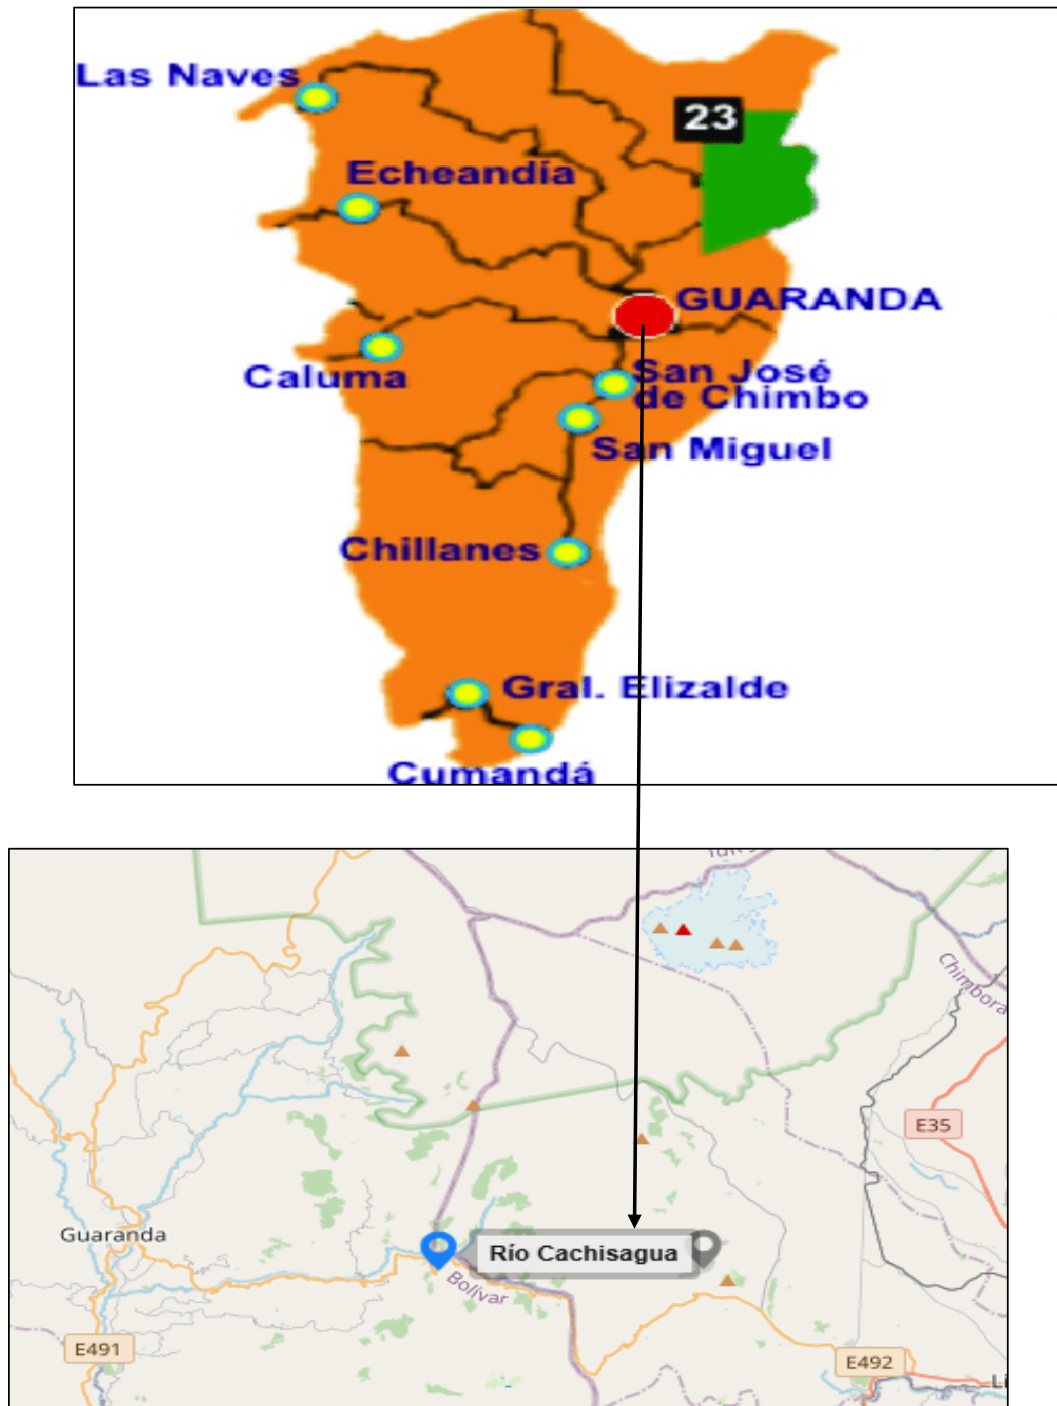 Las Naves
23
Echeandía
GUARANDA
Caluma
San José
de Chimbo
San Miguel
Chillanes
Gral. Elizalde
Cumandá
E35
Guaranda
Río Cachisagua
Bolívar
E491
E492